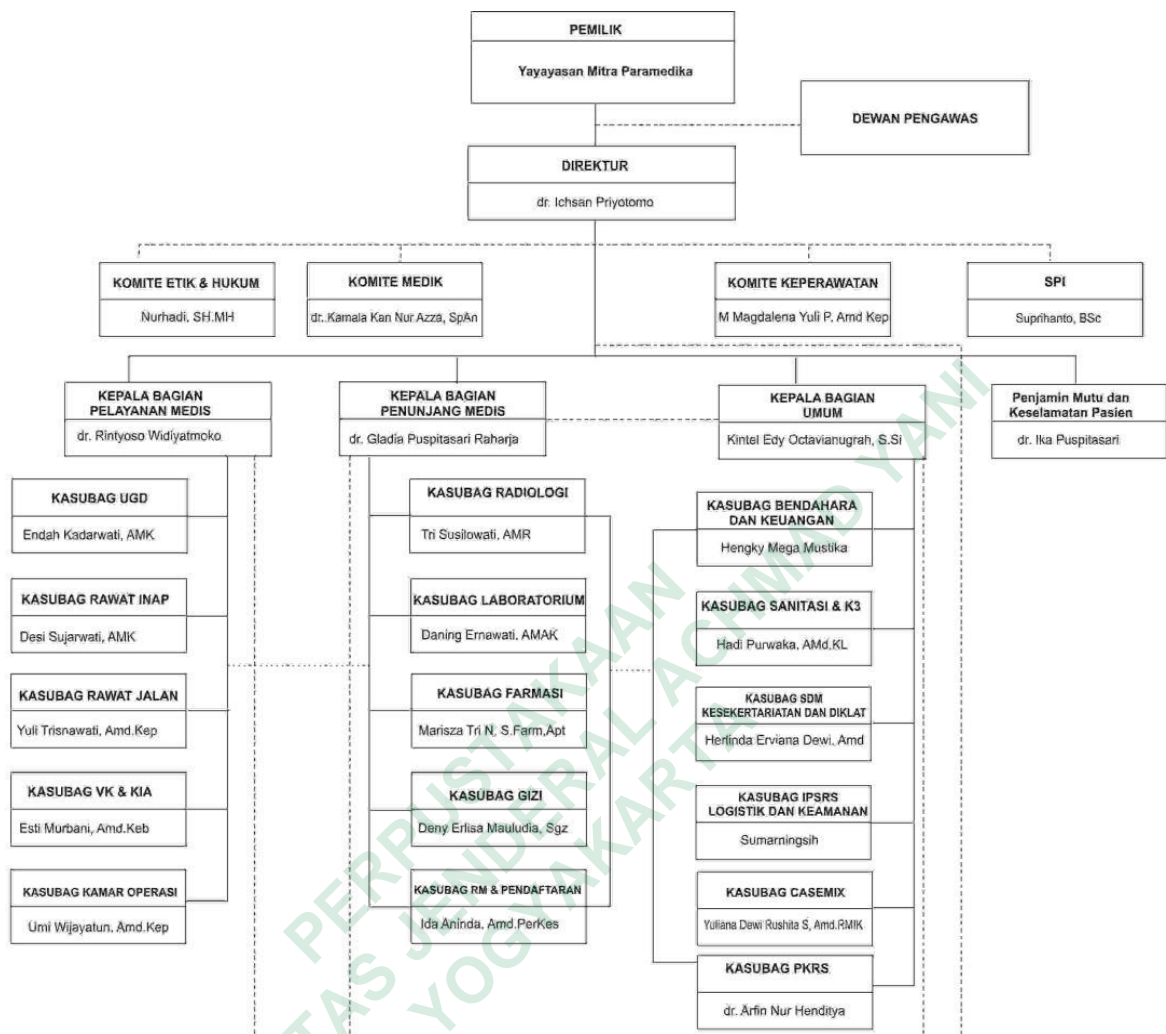 PEMILIK
Yayayasan Mitra Paramedika
DEWAN PENGAWAS
DIREKTUR
dr. Ichsan Priyotomo
KOMITE ETIK & HUKUM
Nurhadi, SH.MH
KOMITE MEDIK
dr. Kamala Kan Nur Azza, SpAn
KOMITE KEPERAWATAN
M Magdalena Yuli P, Amd Kep
SPI
Suprihanto, BSc
KEPALA BAGIAN
PELAYANAN MEDIS
dr. Rintyoso Widiyatmoko
KEPALA BAGIAN
PENUNJANG MEDIS
dr. Gladia Puspitasari Raharja
KEPALA BAGIAN
UMUM
Kintel Edy Octavianugrah, S.Si
Penjamin Mutu dan
Keselamatan Pasien
dr. Ika Puspitasari
KASUBAG UGD
Endah Kadarwati, AMK
KASUBAG RAWAT INAP
Desi Sujarwati, AMK
KASUBAG RAWAT JALAN
Yuli Trisnawati, Amd.Kep
KASUBAG VK & KIA
Esti Murbani, Amd.Keb
KASUBAG KAMAR OPERASI
Umi Wijayatun, Amd.Kep
KASUBAG RADIOLOGI
Tri Susilowati, AMR
KASUBAG LABORATORIUM
Daning Ernawati, AMAK
KASUBAG FARMASI
Marisza Tri N, S.Farm,Apt
KASUBAG GIZI
Deny Erlisa Mauludia, Sgz
KASUBAG RM & PENDAFTARAN
Ida Aninda, Amd.PerKes
KASUBAG BENDAHARA
DAN KEUANGAN
Hengky Mega Mustika
KASUBAG SANITASI & K3
Hadi Purwaka, AMd.KL
KASUBAG SDM
KESEKERTARIATAN DAN DIKLAT
Herlinda Erviana Dewi, Amd
KASUBAG IPSRS
LOGISTIK DAN KEAMANAN
Sumarningsih
KASUBAG CASEMIX
Yuliana Dewi Rushita S, Amd.RMIK
KASUBAG PKRS
dr. Arfin Nur Henditya
PERPUSTAKAAN
TAS JENDERAL ACHMAD YANI
YOGYAKARTA